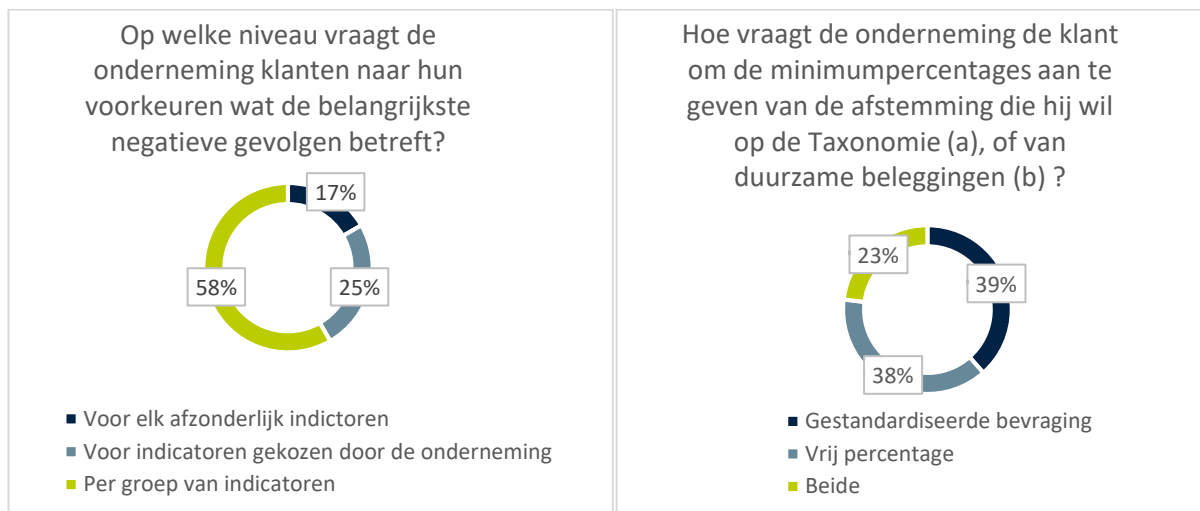 Op welke niveau vraagt de
onderneming klanten naar hun
voorkeuren wat de belangrijkste
negatieve gevolgen betreft?
17%
58%
25%
Voor elk afzonderlijk indictoren
Voor indicatoren gekozen door de onderneming
Per groep van indicatoren
Hoe vraagt de onderneming de klant
om de minimumpercentages aan te
geven van de afstemming die hij wil
op de Taxonomie (a), of van
duurzame beleggingen (b) ?
23%
39%
38%
Gestandardiseerde bevraging
Vrij percentage
Beide